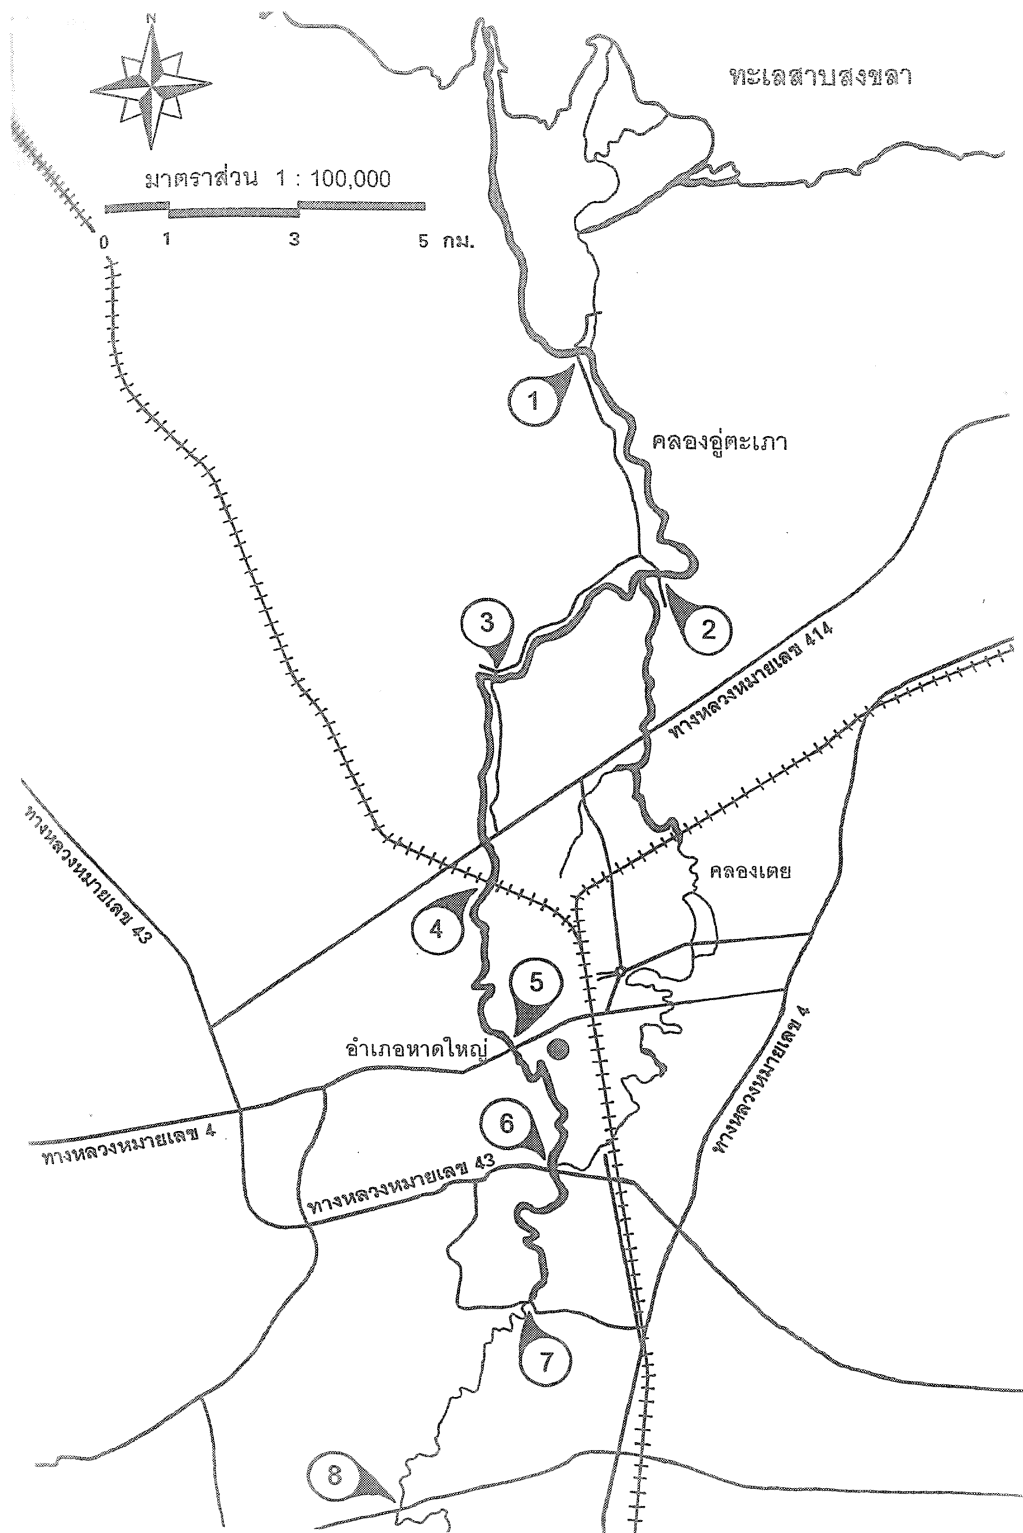 N
ทะเลสาบสงขลา
มาตราส่วน 1 : 100,000
0 1 3 5 กม.
1
คลองอู่ตะเภา
3
2
ทางหลวงหมายเลข 414
ทางหลวงหมายเลข 43
คลองเตย
4
5
อำเภอหาดใหญ่
ทางหลวงหมายเลข 4
6
ทางหลวงหมายเลข 4
ทางหลวงหมายเลข 43
7
8